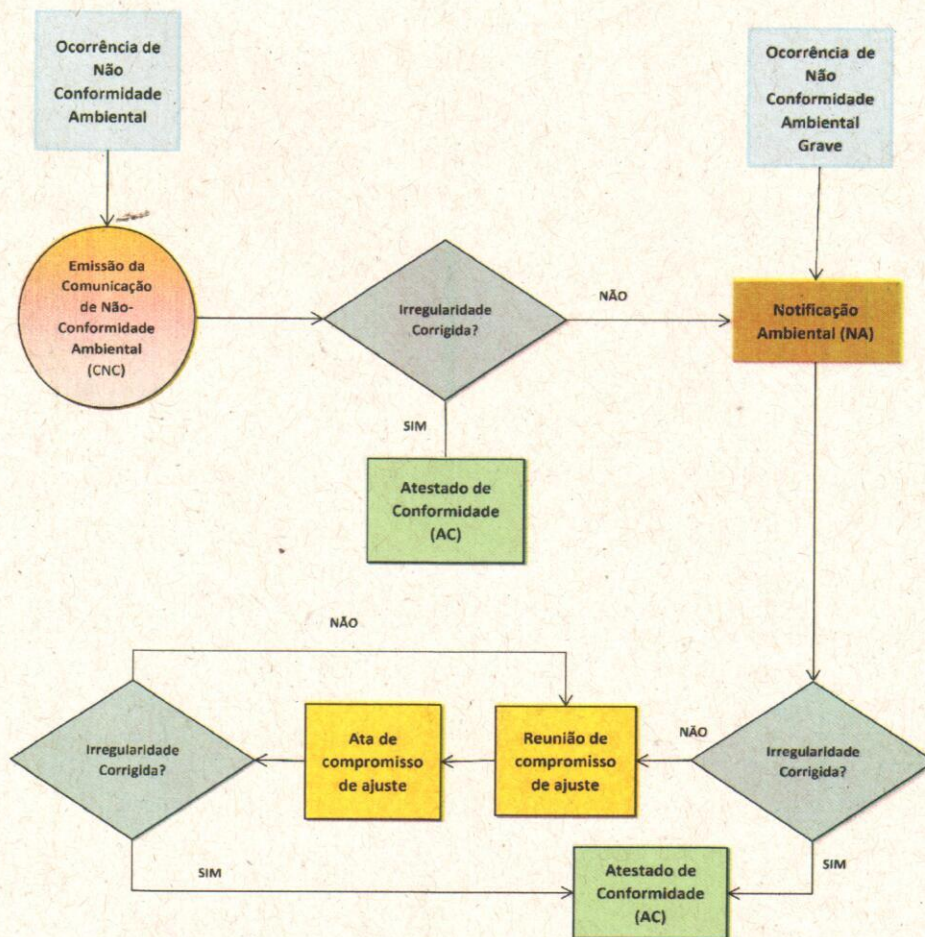 Ocorrência de
Não
Conformidade
Ambiental
Ocorrência de
Não
Conformidade
Ambiental
Grave
Emissão da
Comunicação
de Não-
Conformidade
Ambiental
(CNC)
Irregularidade
Corrigida?
NÃO
Notificação
Ambiental (NA)
SIM
Atestado de
Conformidade
(AC)
NÃO
Irregularidade
Corrigida?
Ata de
compromisso
de ajuste
Reunião de
compromisso
de ajuste
NÃO
Irregularidade
Corrigida?
SIM
Atestado de
Conformidade
(AC)
SIM